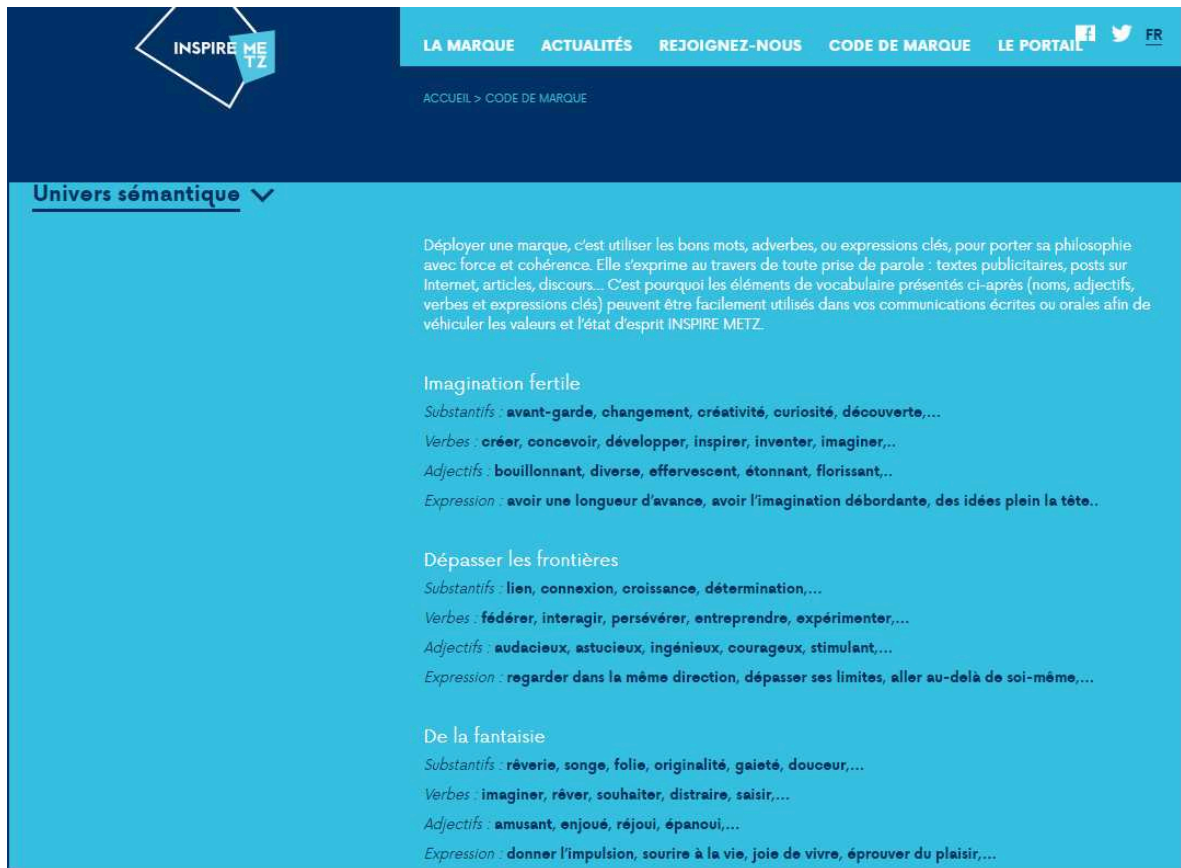 INSPIRE ME
TZ
LA MARQUE ACTUALITÉS REJOIGNEZ-NOUS CODE DE MARQUE LE PORTAIL FR
ACCUEIL > CODE DE MARQUE
Univers sémantique
Déployer une marque, c'est utiliser les bons mots, adverbes, ou expressions clés, pour porter sa philosophie
avec force et cohérence. Elle s'exprime au travers de toute prise de parole : textes publicitaires, posts sur
Internet, articles, discours... C'est pourquoi les éléments de vocabulaire présentés ci-après (noms, adjectifs,
verbes et expressions clés) peuvent être facilement utilisés dans vos communications écrites ou orales afin de
véhiculer les valeurs et l'état d'esprit INSPIRE METZ.
Imagination fertile
Substantifs : avant-garde, changement, créativité, curiosité, découverte,...
Verbes : créer, concevoir, développer, inspirer, inventer, imaginer,..
Adjectifs : bouillonnant, diverse, effervescent, étonnant, florissant,..
Expression : avoir une longueur d'avance, avoir l'imagination débordante, des idées plein la tête..
Dépasser les frontières
Substantifs : lien, connexion, croissance, détermination,...
Verbes : fédérer, interagir, persévérer, entreprendre, expérimenter,...
Adjectifs : audacieux, astucieux, ingénieux, courageux, stimulant,...
Expression : regarder dans la même direction, dépasser ses limites, aller au-delà de soi-même,...
De la fantaisie
Substantifs : rêverie, songe, folie, originalité, gaieté, douceur,...
Verbes : imaginer, rêver, souhaiter, distraire, saisir,...
Adjectifs : amusant, enjoué, réjoui, épanoui,...
Expression : donner l'impulsion, sourire à la vie, joie de vivre, éprouver du plaisir,...